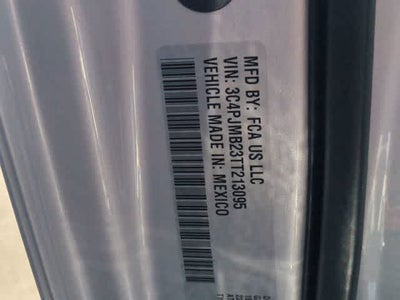 MFD BY: FCA US LLC
VIN: 3C4PJMB23TT213095
VEHICLE MADE IN: MEXICO